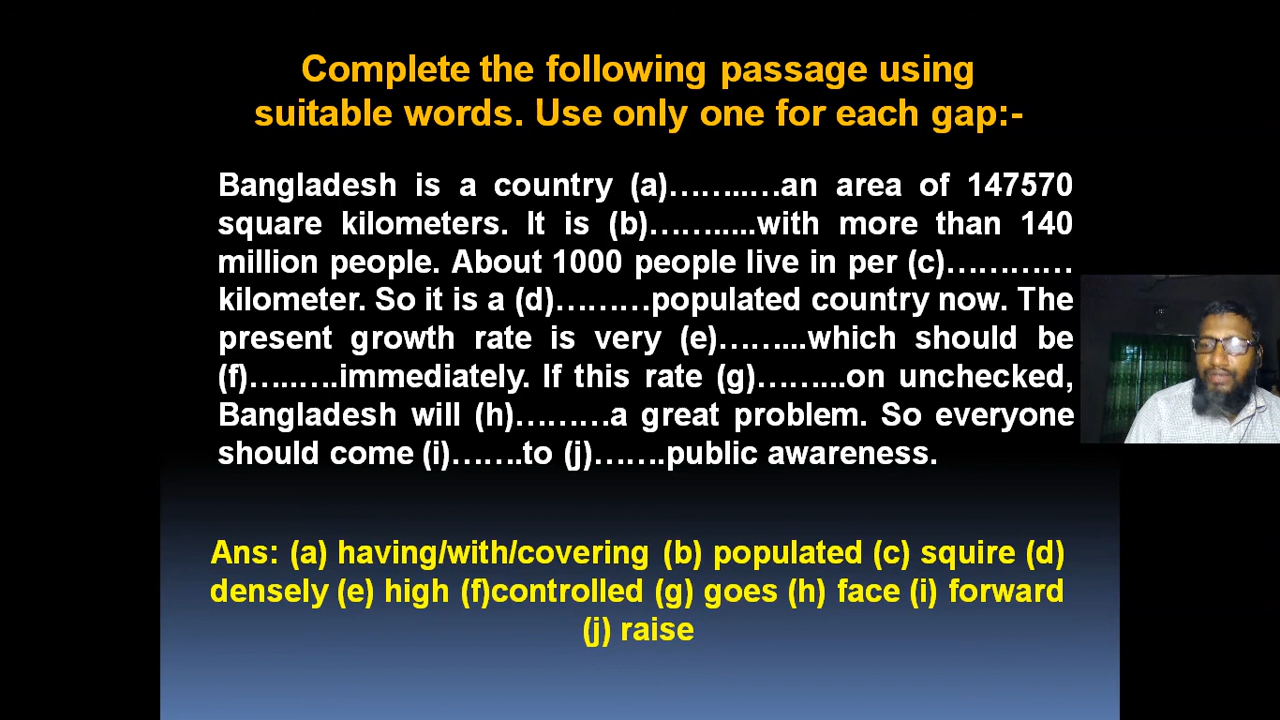 Complete the following passage using
suitable words. Use only one for each gap:-
Bangladesh is a country (a)……..…an area of 147570
square kilometers. It is (b)…….....with more than 140
million people. About 1000 people live in per (c)…………
kilometer. So it is a (d)………populated country now. The
present growth rate is very (e)……...which should be
(f)…..….immediately. If this rate (g)……...on unchecked,
Bangladesh will (h)………a great problem. So everyone
should come (i)…….to (j)…….public awareness.
Ans: (a) having/with/covering (b) populated (c) squire (d)
densely (e) high (f)controlled (g) goes (h) face (i) forward
(j) raise